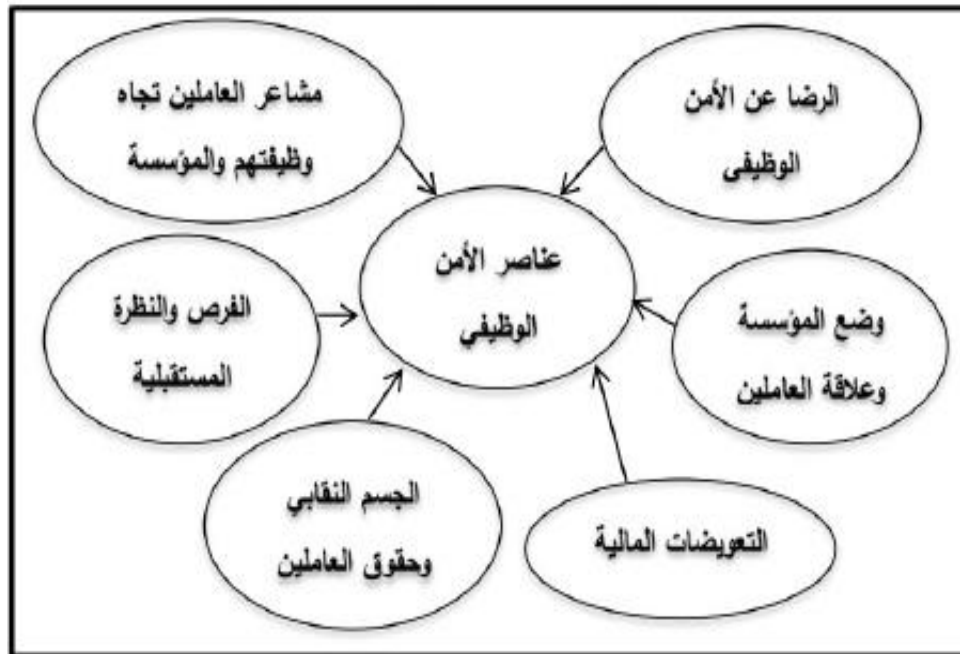 الرضا عن الأمن
الوظيفى
مشاعر العاملين تجاه
وظيفتهم والمؤسسة
عناصر الأمن
الوظيفي
وضع المؤسسة
وعلاقة العاملين
الفرص والنظرة
المستقبلية
التعويضات المالية
الجسم النقابي
وحقوق العاملين